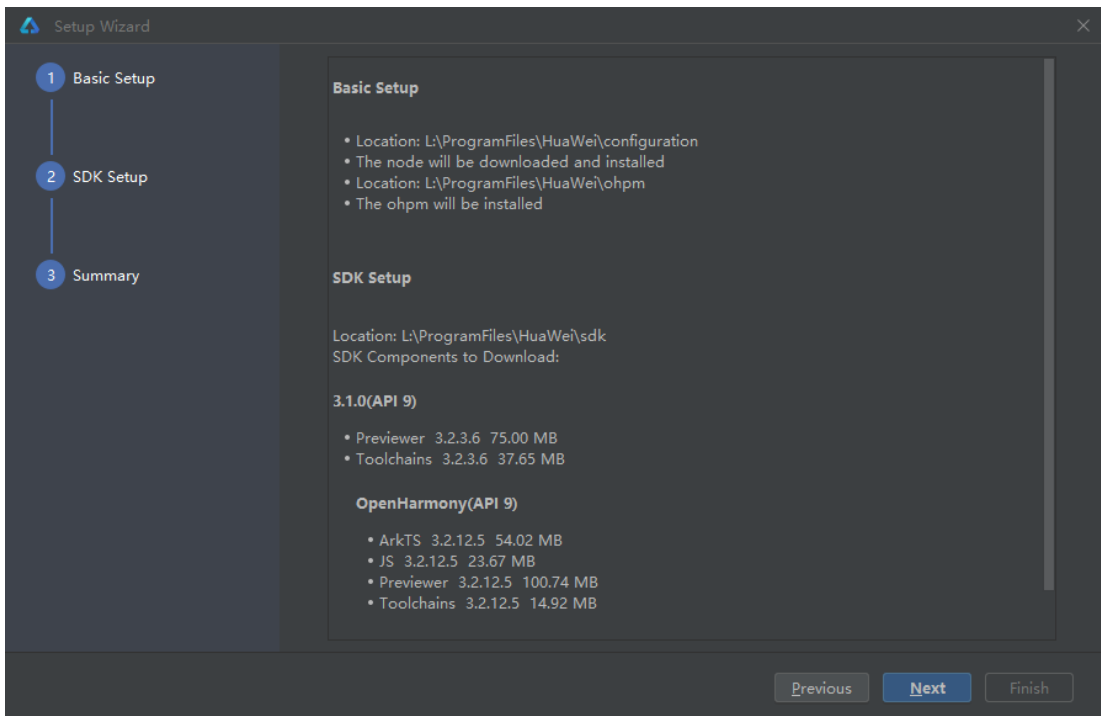 Setup Wizard
1 Basic Setup
2 SDK Setup
3 Summary
Basic Setup
• Location: L:\ProgramFiles\HuaWei\configuration
• The node will be downloaded and installed
• Location: L:\ProgramFiles\HuaWei\ohpm
• The ohpm will be installed
SDK Setup
Location: L:\ProgramFiles\HuaWei\sdk
SDK Components to Download:
3.1.0(API 9)
• Previewer 3.2.3.6 75.00 MB
• Toolchains 3.2.3.6 37.65 MB
OpenHarmony(API 9)
• ArkTS 3.2.12.5 54.02 MB
• JS 3.2.12.5 23.67 MB
• Previewer 3.2.12.5 100.74 MB
• Toolchains 3.2.12.5 14.92 MB
Previous Next Finish